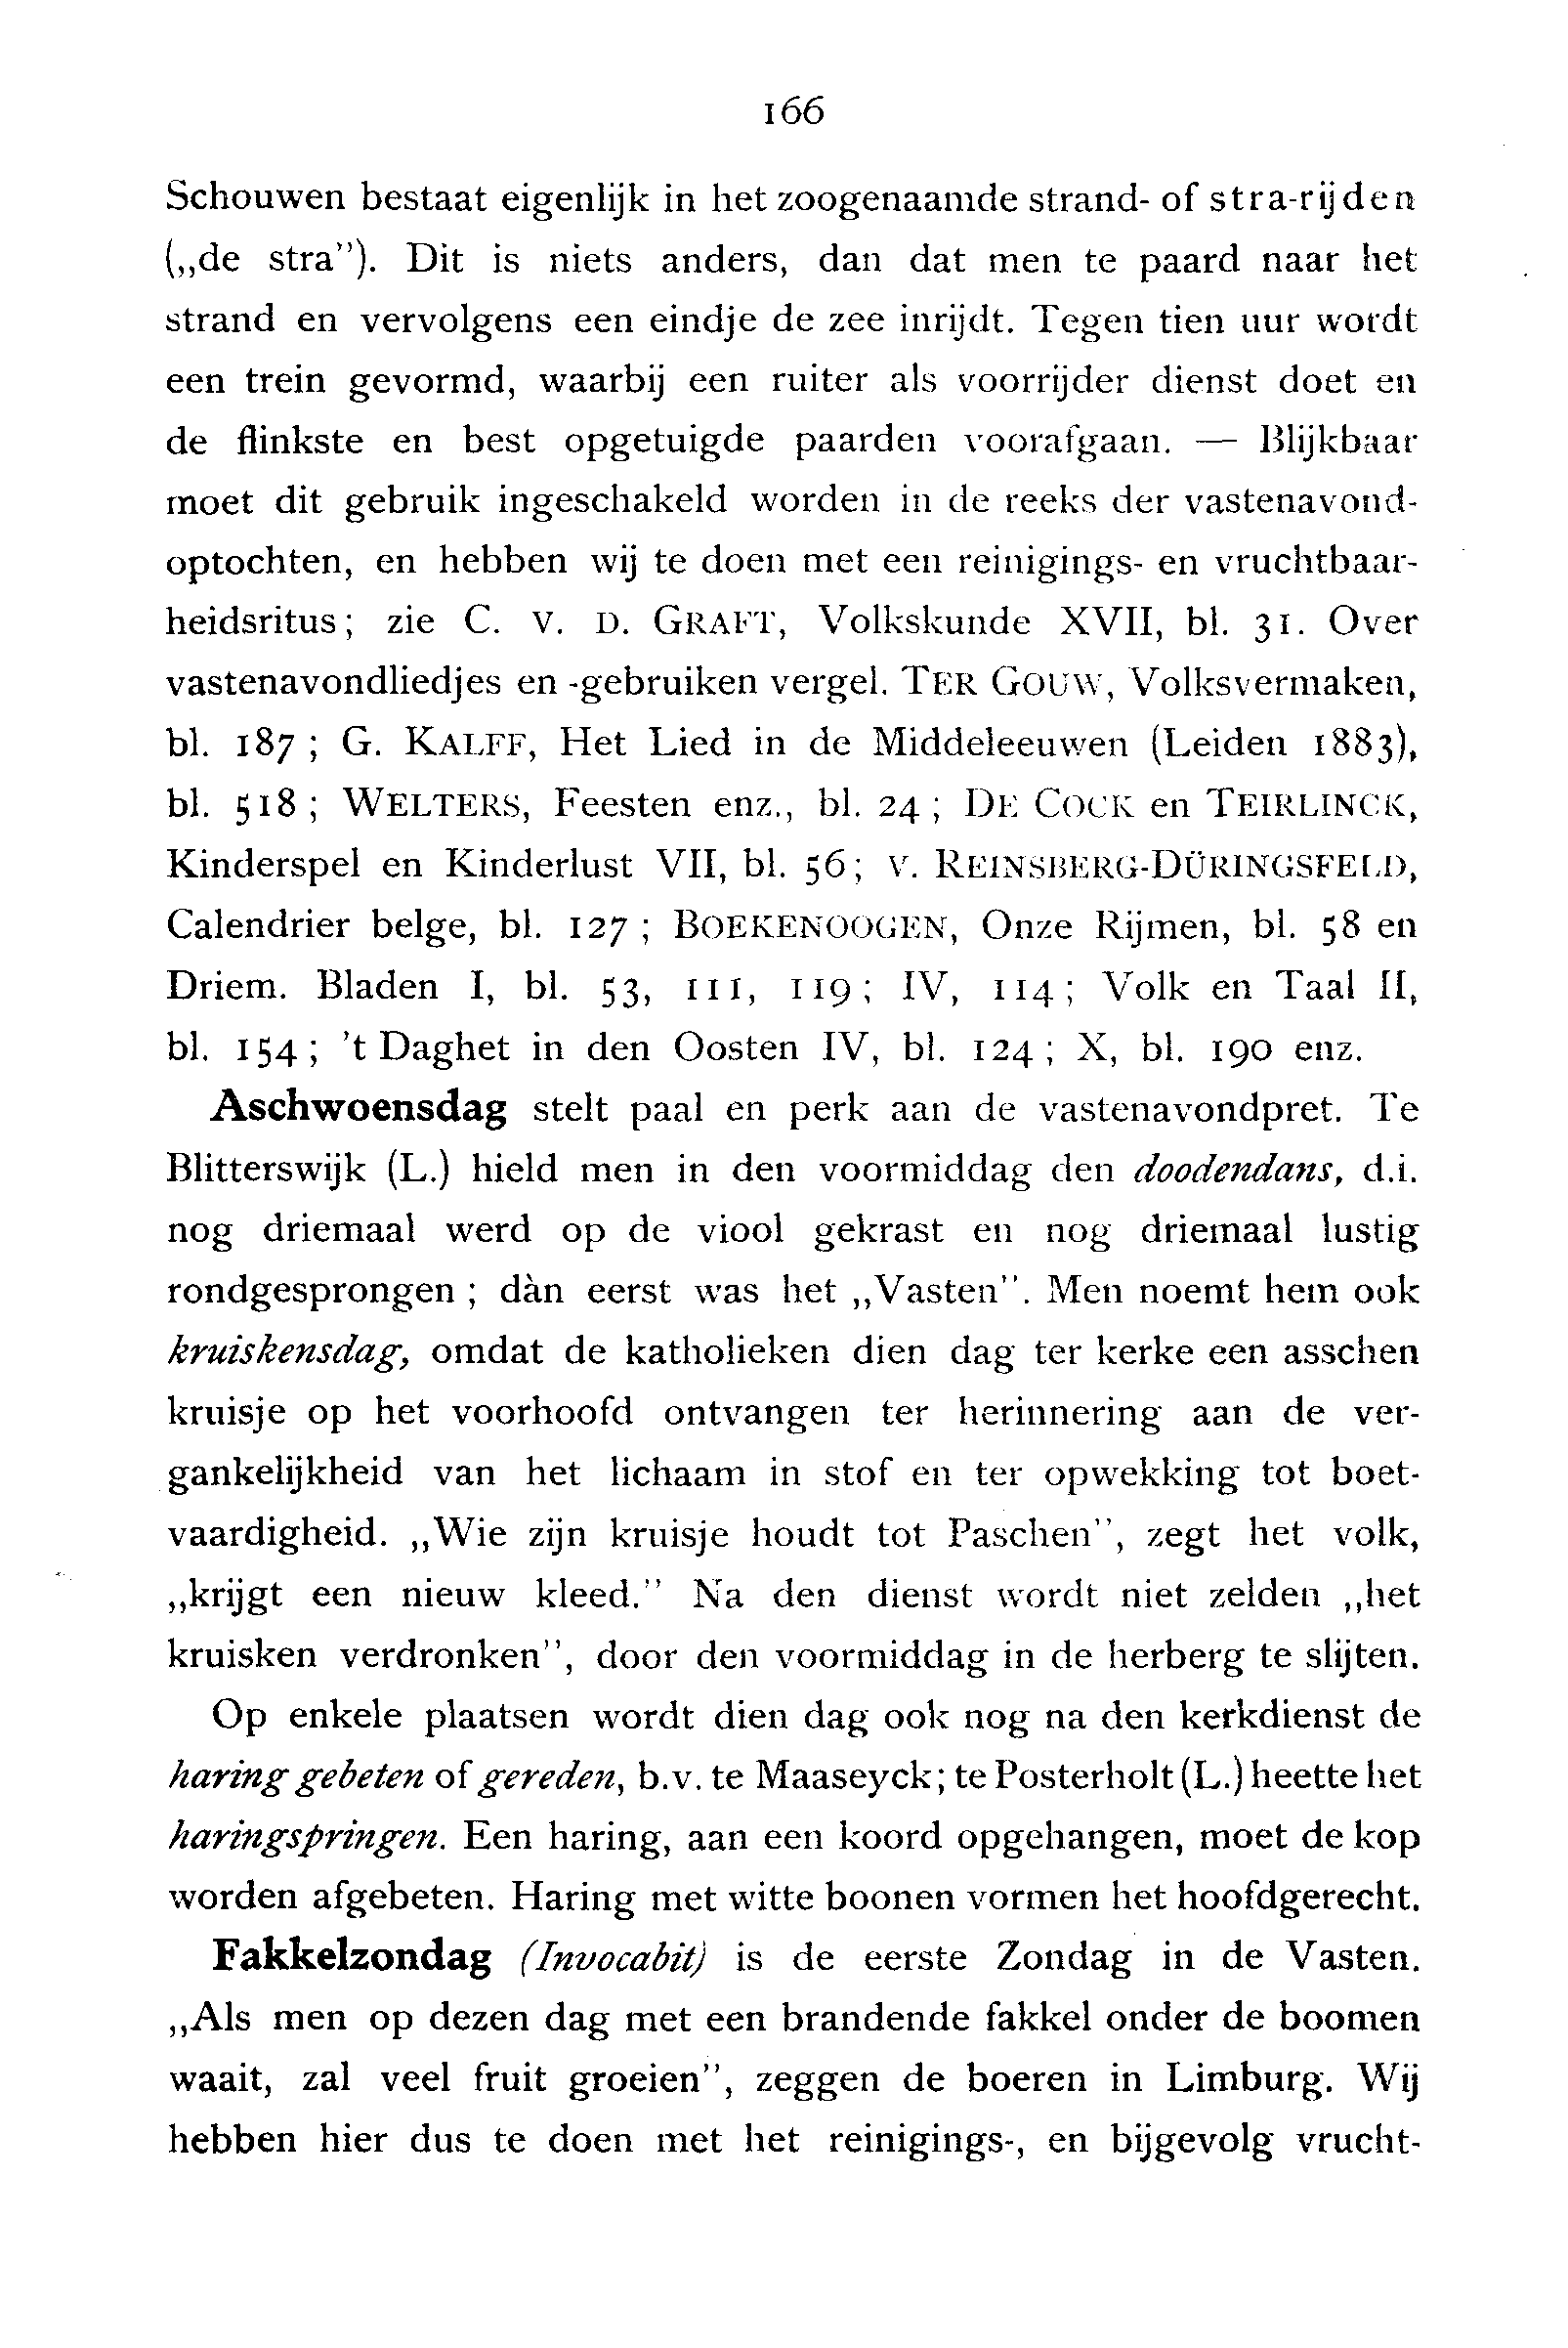 166
Schouwen bestaat eigenlijk in het zoogenaamde strand- of stra-rijden
(„de stra”). Dit is niets anders, dan dat men te paard naar het
strand en vervolgens een eindje de zee inrijdt. Tegen tien uur wordt
een trein gevormd, waarbij een ruiter als voorrijder dienst doet en
de flinkste en best opgetuigde paarden voorafgaan. — Blijkbaar
moet dit gebruik ingeschakeld worden in de reeks der vastenavond-
optochten, en hebben wij te doen met een reinigings- en vruchtbaar-
heidsritus; zie C. V. D. GRAFT, Volkskunde XVII, bl. 31. Over
vastenavondliedjes en -gebruiken vergel. TER GOUW, Volksvermaken,
bl. 187; G. KALFF, Het Lied in de Middeleeuwen (Leiden 1883),
bl. 518; WELTERS, Feesten enz., bl. 24; DE COCK en TEIRLINCK,
Kinderspel en Kinderlust VII, bl. 56; V. REINSBERG-DÜRINGSFELD,
Calendrier belge, bl. 127; BOEKENOOGEN, Onze Rijmen, bl. 58 en
Driem. Bladen I, bl. 53, 111, 119; IV, 114; Volk en Taal II,
bl. 154; ’t Daghet in den Oosten IV, bl. 124; X, bl. 190 enz.
Aschwoensdag stelt paal en perk aan de vastenavondpret. Te
Blitterswijk (L.) hield men in den voormiddag den doodendans, d.i.
nog driemaal werd op de viool gekrast en nog driemaal lustig
rondgesprongen; dàn eerst was het „Vasten”. Men noemt hem ook
kruiskensdag, omdat de katholieken dien dag ter kerke een asschen
kruisje op het voorhoofd ontvangen ter herinnering aan de ver-
gankelijkheid van het lichaam in stof en ter opwekking tot boet-
vaardigheid. „Wie zijn kruisje houdt tot Paschen”, zegt het volk,
„krijgt een nieuw kleed.” Na den dienst wordt niet zelden „het
kruisken verdronken”, door den voormiddag in de herberg te slijten.
Op enkele plaatsen wordt dien dag ook nog na den kerkdienst de
haring gebeten of gereden, b.v. te Maaseyck; te Posterholt (L.) heette het
haringspringen. Een haring, aan een koord opgehangen, moet de kop
worden afgebeten. Haring met witte boonen vormen het hoofdgerecht.
Fakkelzondag (Invocabit) is de eerste Zondag in de Vasten.
„Als men op dezen dag met een brandende fakkel onder de boomen
waait, zal veel fruit groeien”, zeggen de boeren in Limburg. Wij
hebben hier dus te doen met het reinigings-, en bijgevolg vrucht-